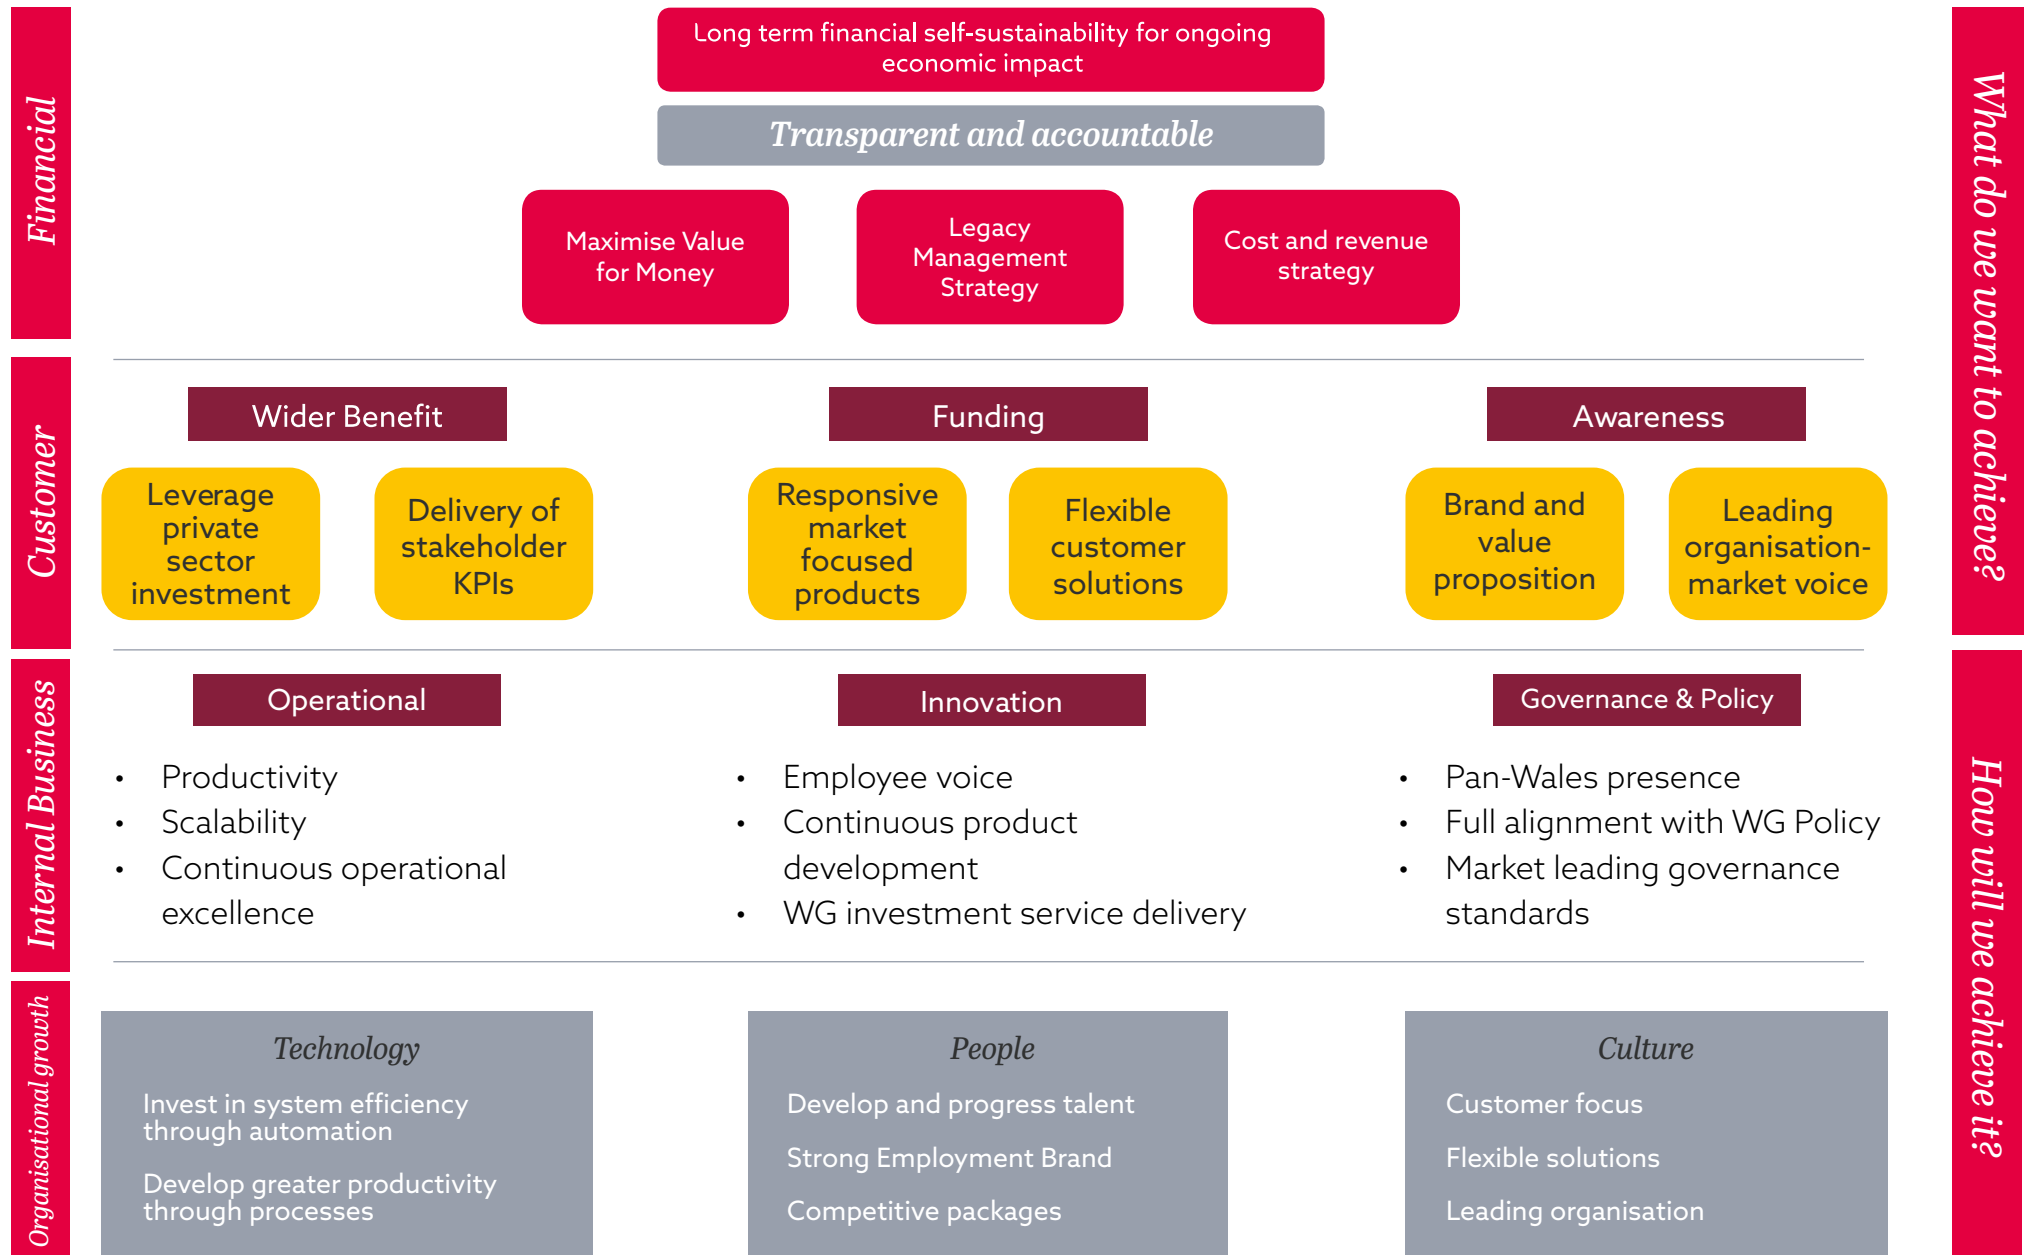 Financial
Long term financial self-sustainability for ongoing
economic impact
Transparent and accountable
Maximise Value
for Money
Legacy
Management
Strategy
Cost and revenue
strategy
What do we want to achieve?
Customer
Wider Benefit
Leverage
private
sector
investment
Delivery of
stakeholder
KPIs
Funding
Responsive
market
focused
products
Flexible
customer
solutions
Awareness
Brand and
value
proposition
Leading
organisation-
market voice
Internal Business
Operational
• Productivity
• Scalability
• Continuous operational
excellence
Innovation
• Employee voice
• Continuous product
development
• WG investment service delivery
Governance & Policy
• Pan-Wales presence
• Full alignment with WG Policy
• Market leading governance
standards
How will we achieve it?
Organisational growth
Technology
Invest in system efficiency
through automation
Develop greater productivity
through processes
People
Develop and progress talent
Strong Employment Brand
Competitive packages
Culture
Customer focus
Flexible solutions
Leading organisation